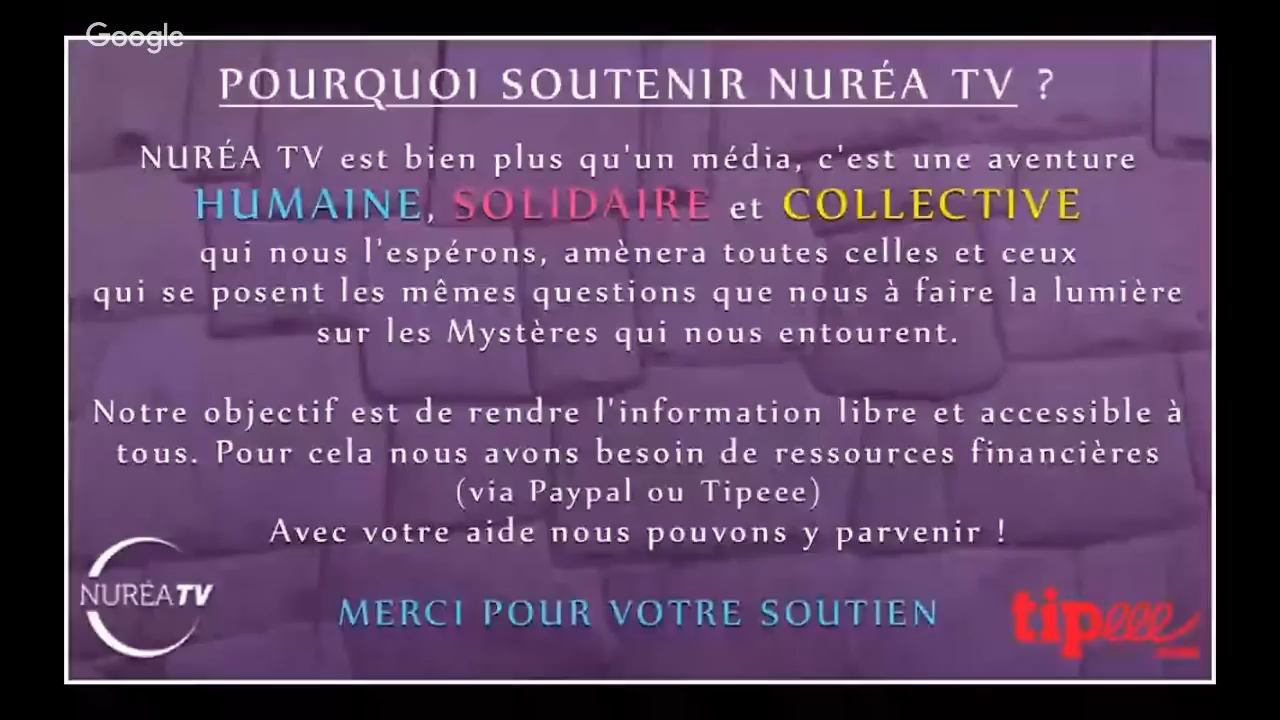 Google
POURQUOI SOUTENIR NURÉA TV ?
NURÉA TV est bien plus qu'un média, c'est une aventure
HUMAINE, SOLIDAIRE et COLLECTIVE
qui nous l'espérons, amènera toutes celles et ceux
qui se posent les mêmes questions que nous à faire la lumière
sur les Mystères qui nous entourent.
Notre objectif est de rendre l'information libre et accessible à
tous. Pour cela nous avons besoin de ressources financières
(via Paypal ou Tipeee)
Avec votre aide nous pouvons y parvenir !
NURÉATV
MERCI POUR VOTRE SOUTIEN
tipeee